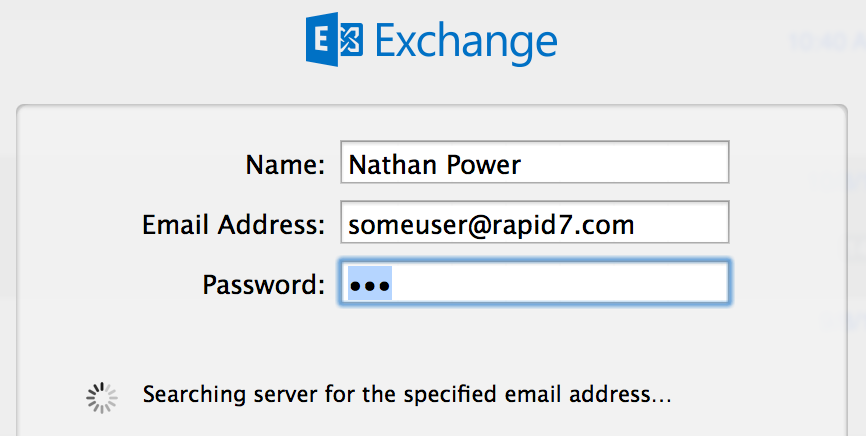 Exchange
Name: Nathan Power
Email Address: someuser@rapid7.com
Password: •••
Searching server for the specified email address...